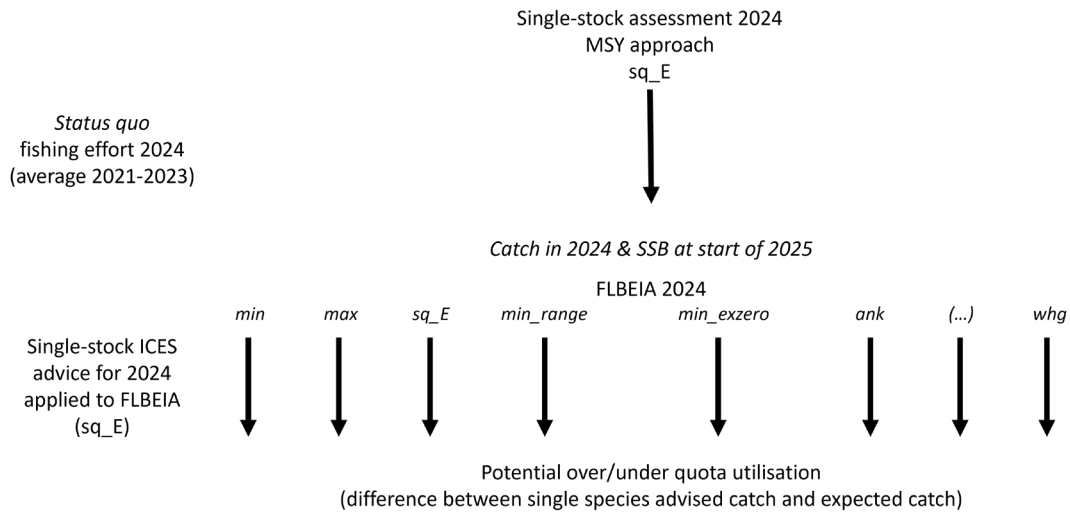 Single-stock assessment 2024
MSY approach
sq_E
Status quo
fishing effort 2024
(average 2021-2023)
Catch in 2024 & SSB at start of 2025
FLBEIA 2024
min max sq_E min_range min_exzero ank (...) whg
Single-stock ICES
advice for 2024
applied to FLBEIA
(sq_E)
Potential over/under quota utilisation
(difference between single species advised catch and expected catch)